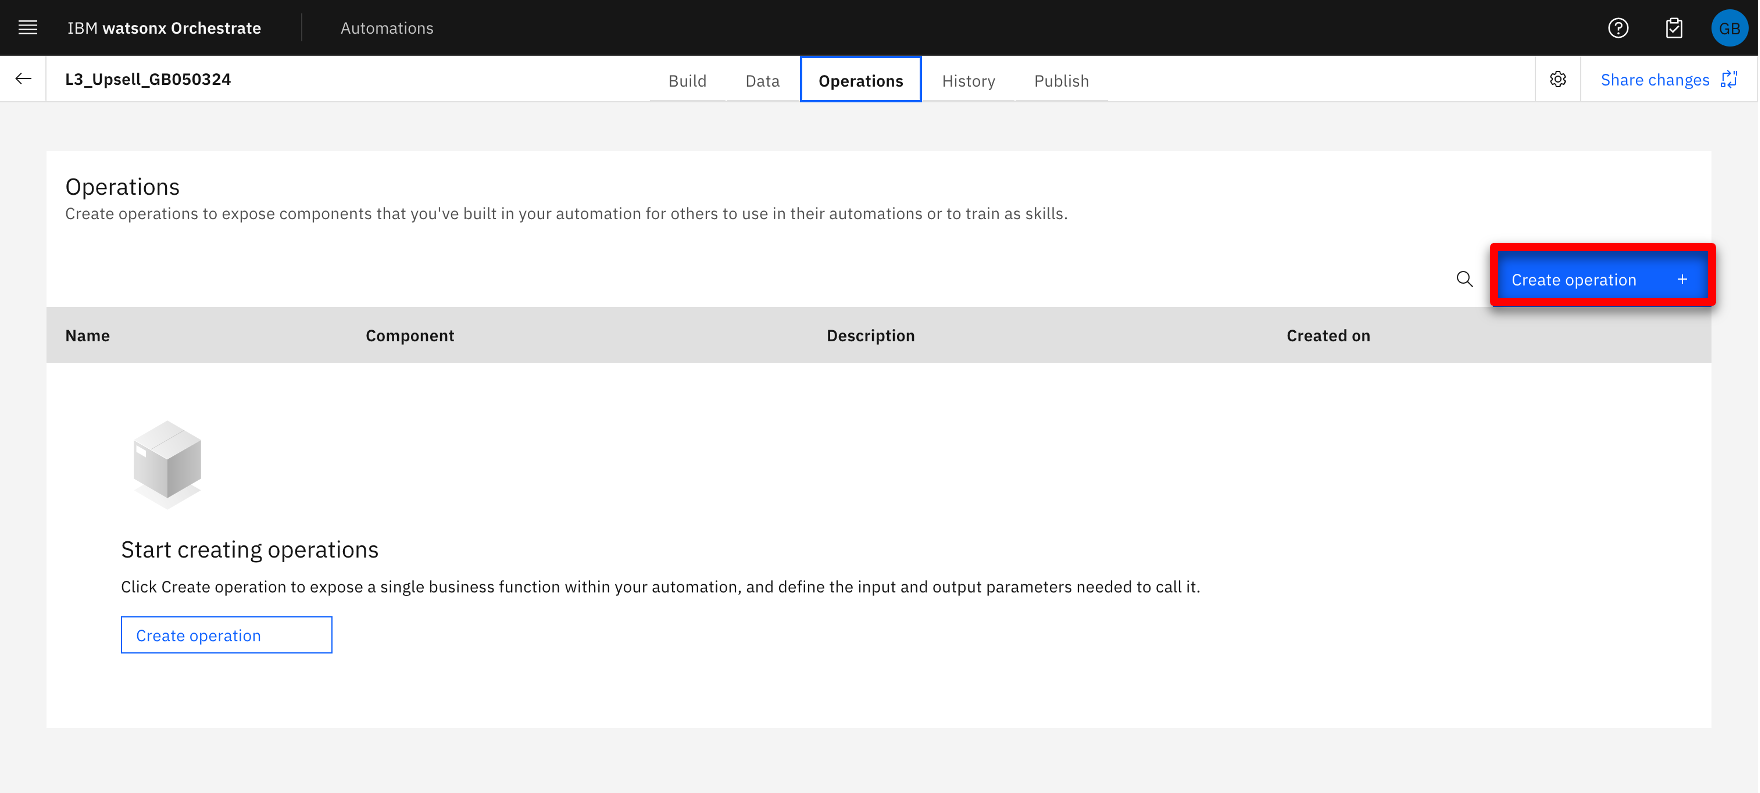 IBM watsonx Orchestrate
Automations
GB
L3_Upsell_GB050324
Build
Data
Operations
History
Publish
Share changes
Operations
Create operations to expose components that you've built in your automation for others to use in their automations or to train as skills.
Create operation +
Name
Component
Description
Created on
Start creating operations
Click Create operation to expose a single business function within your automation, and define the input and output parameters needed to call it.
Create operation